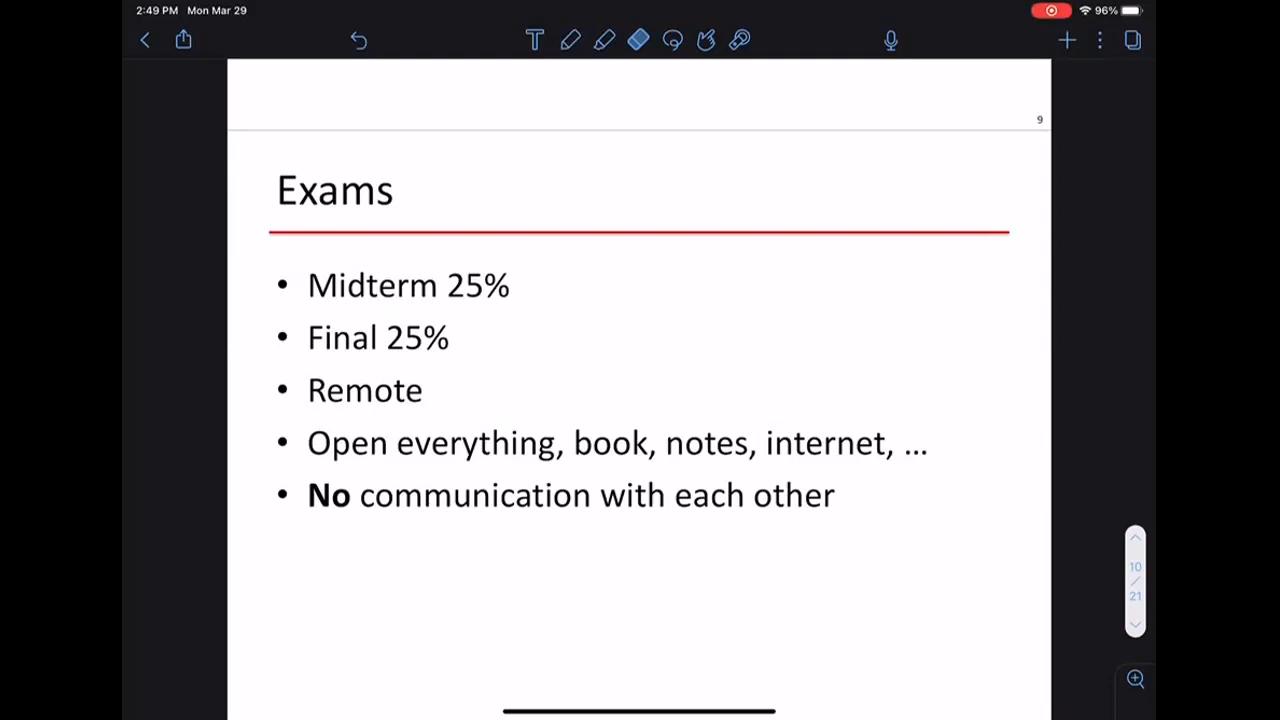 2:49 PM Mon Mar 29
96%
9
Exams
• Midterm 25%
• Final 25%
• Remote
• Open everything, book, notes, internet, ...
• No communication with each other
10
/
21